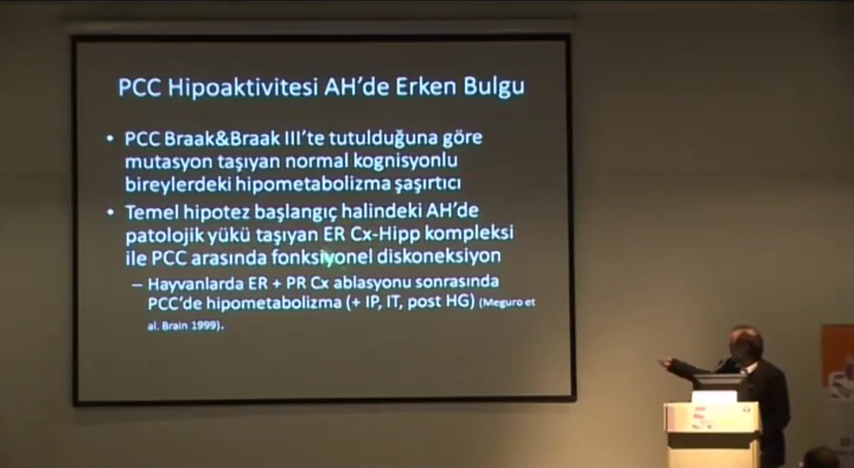 PCC Hipoaktivitesi AH'de Erken Bulgu
• PCC Braak&Braak III'te tutulduğuna göre
mutasyon taşıyan normal kognisyonlu
bireylerdeki hipometabolizma şaşırtıcı
• Temel hipotez başlangıç halindeki AH'de
patolojik yükü taşıyan ER Cx-Hipp kompleksi
ile PCC arasında fonksiyonel diskoneksiyon
– Hayvanlarda ER + PR Cx ablasyonu sonrasında
PCC'de hipometabolizma (+ IP, IT, post HG) (Meguro et
al. Brain 1999).
5.
5